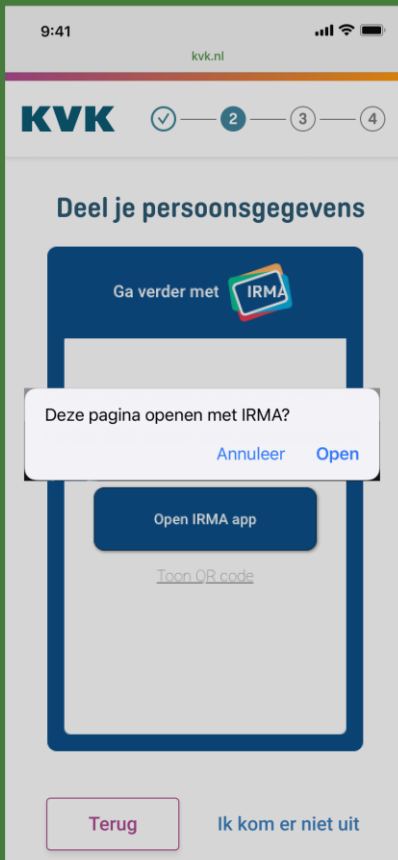 9:41
kvk.nl
KVK 2 3 4
Deel je persoonsgegevens
Ga verder met IRMA
Deze pagina openen met IRMA?
Annuleer Open
Open IRMA app
Toon QR code
Terug Ik kom er niet uit